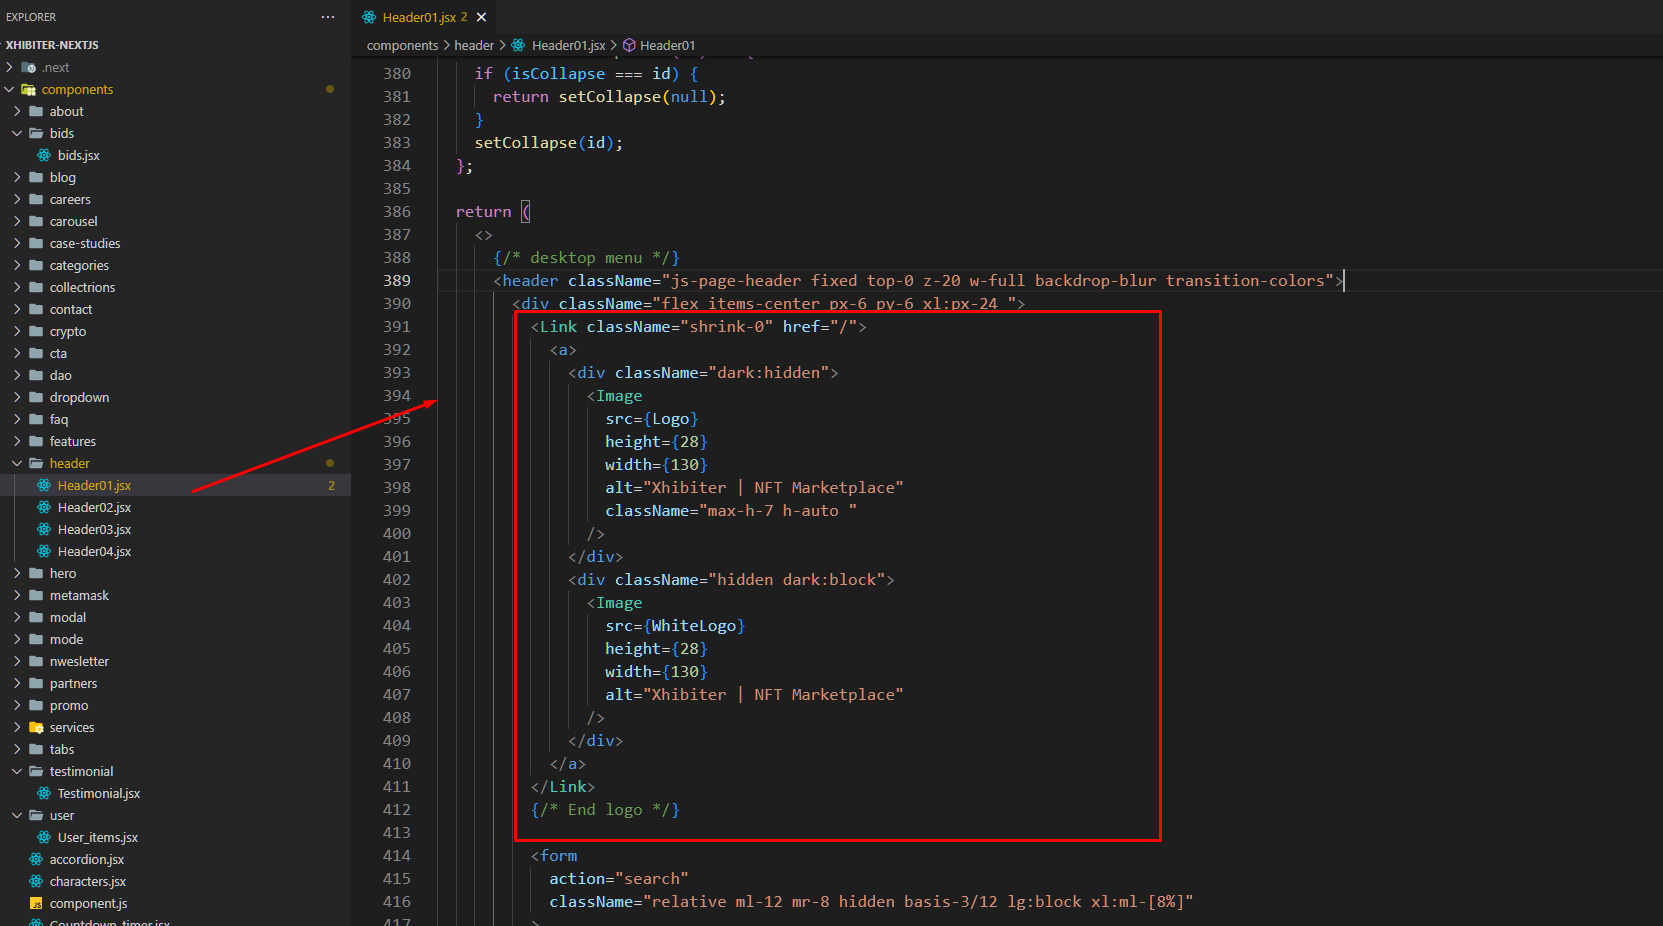 EXPLORER
···
XHIBITER-NEXTJS
.next
components
about
bids
bids.jsx
blog
careers
carousel
case-studies
categories
collections
contact
crypto
cta
dao
dropdown
faq
features
header
Header01.jsx 2
Header02.jsx
Header03.jsx
Header04.jsx
hero
metamask
modal
mode
nwesletter
partners
promo
services
tabs
testimonial
Testimonial.jsx
user
User_items.jsx
accordion.jsx
characters.jsx
component.js
Countdown_timer.jsx
Header01.jsx 2
components > header > Header01.jsx > Header01
380 if (isCollapse === id) {
381 return setCollapse(null);
382 }
383 setCollapse(id);
384 };
385
386 return (
387 <>
388 {/* desktop menu */}
389 <header className="js-page-header fixed top-0 z-20 w-full backdrop-blur transition-colors">
390 <div className="flex items-center px-6 py-6 xl:px-24 ">
391 <Link className="shrink-0" href="/">
392 <a>
393 <div className="dark:hidden">
394 <Image
395 src={Logo}
396 height={28}
397 width={130}
398 alt="Xhibiter | NFT Marketplace"
399 className="max-h-7 h-auto "
400 />
401 </div>
402 <div className="hidden dark:block">
403 <Image
404 src={WhiteLogo}
405 height={28}
406 width={130}
407 alt="Xhibiter | NFT Marketplace"
408 />
409 </div>
410 </a>
411 </Link>
412 {/* End logo */}
413
414 <form
415 action="search"
416 className="relative ml-12 mr-8 hidden basis-3/12 lg:block xl:ml-[8%]"
417 >